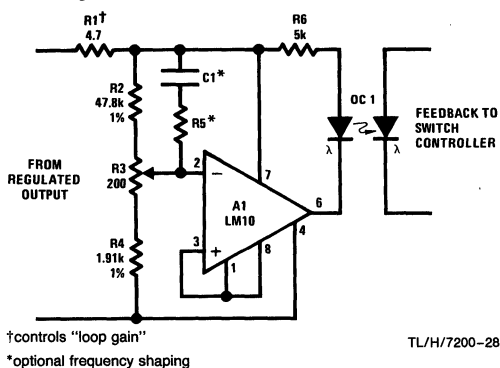 R1†
4.7
R6
5k
C1*
R2
47.8k
1%
OC 1
R5*
FEEDBACK TO
SWITCH
CONTROLLER
λ
λ
FROM
REGULATED
OUTPUT
R3
200
2
−
7
A1
LM10
6
3
+
4
1
8
R4
1.91k
1%
†controls "loop gain"
*optional frequency shaping
TL/H/7200–28